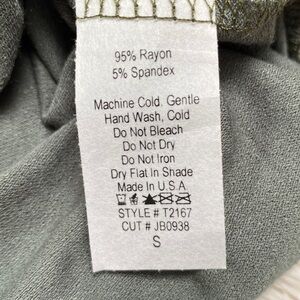 95% Rayon
5% Spandex
Machine Cold. Gentle
Hand Wash, Cold
Do Not Bleach
Do Not Dry
Do Not Iron
Dry Flat In Shade
Made In U.S.A
STYLE # T2167
CUT # JB0938
S